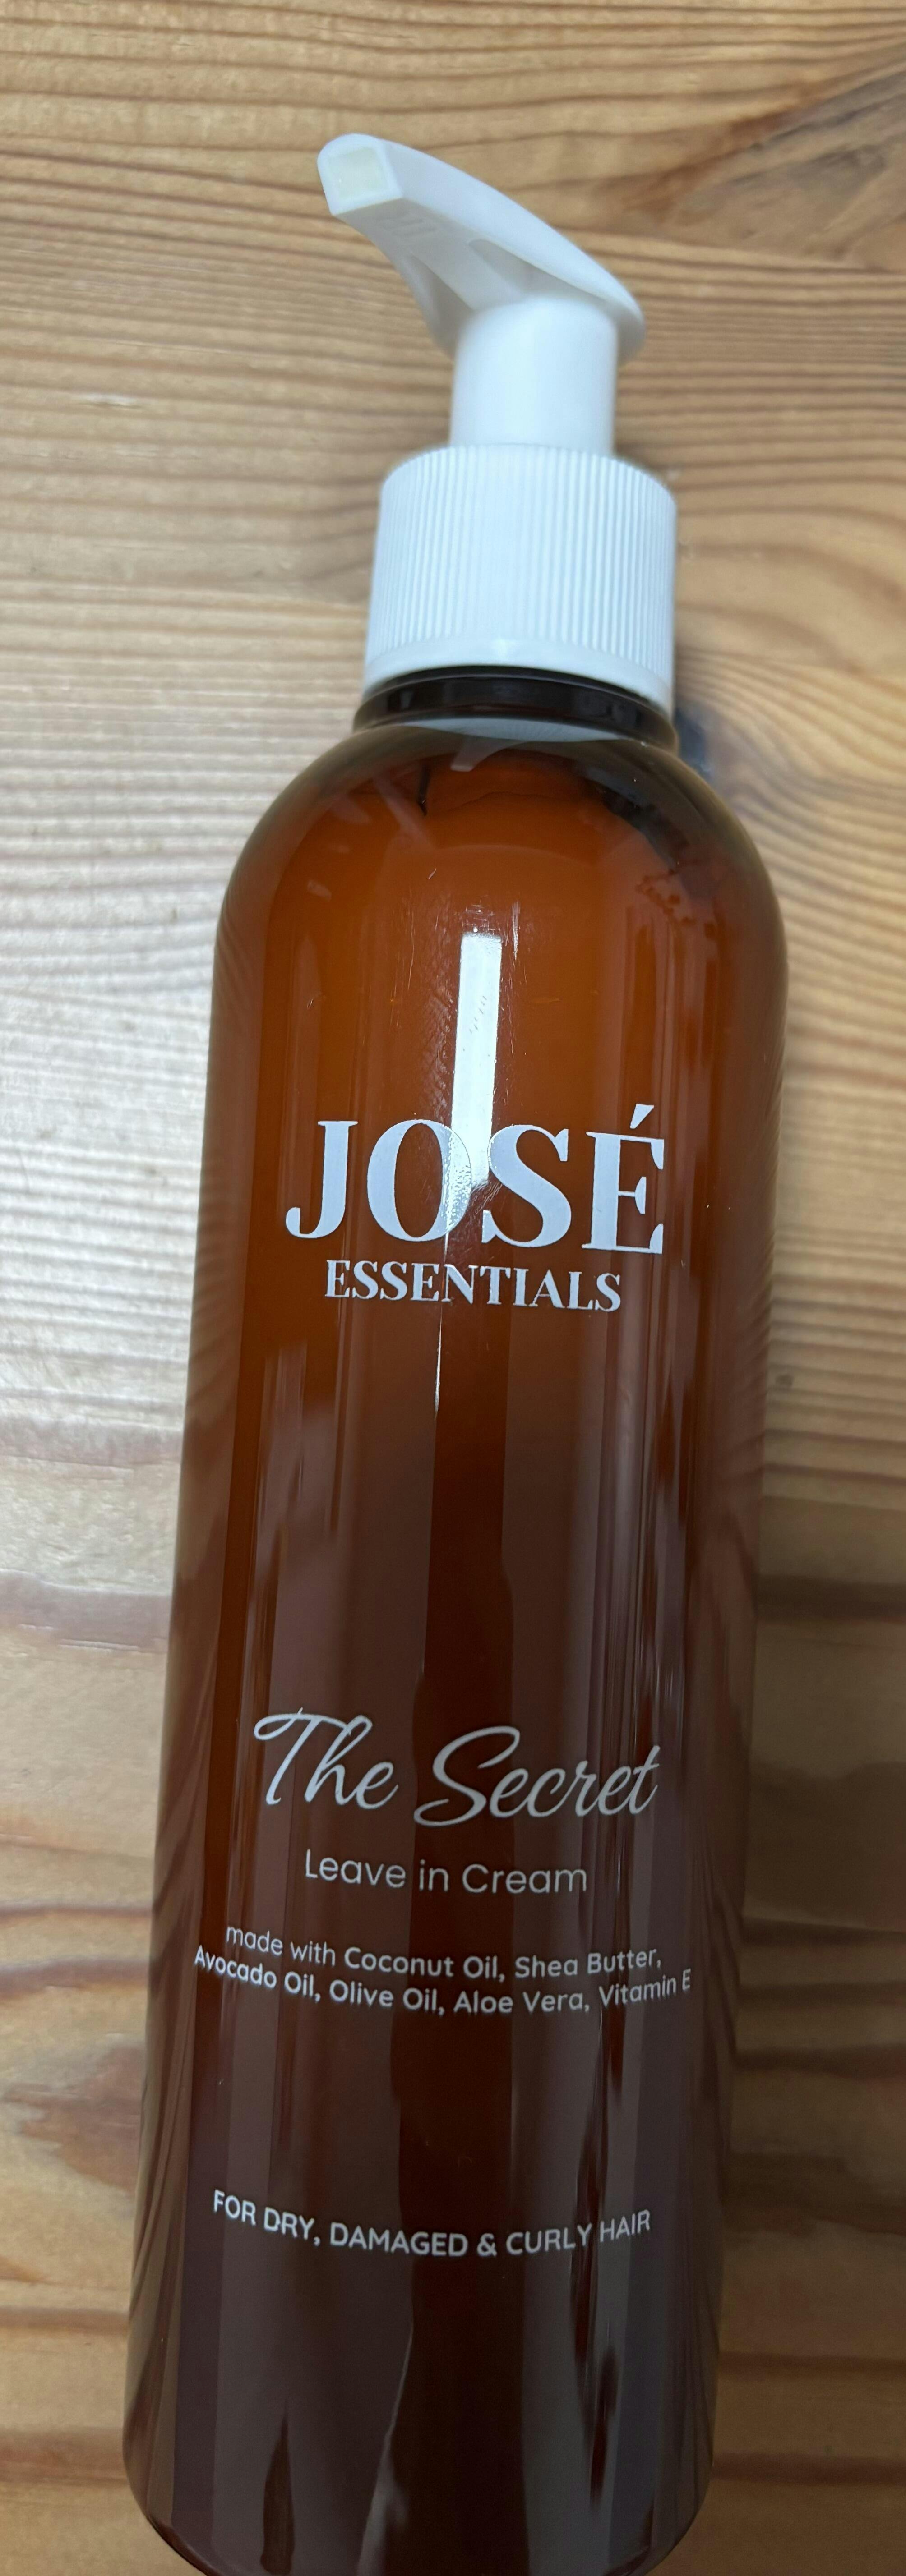 JOSÉ
ESSENTIALS
The Secret
Leave in Cream
made with Coconut Oil, Shea Butter,
Avocado Oil, Olive Oil, Aloe Vera, Vitamin E
FOR DRY, DAMAGED & CURLY HAIR